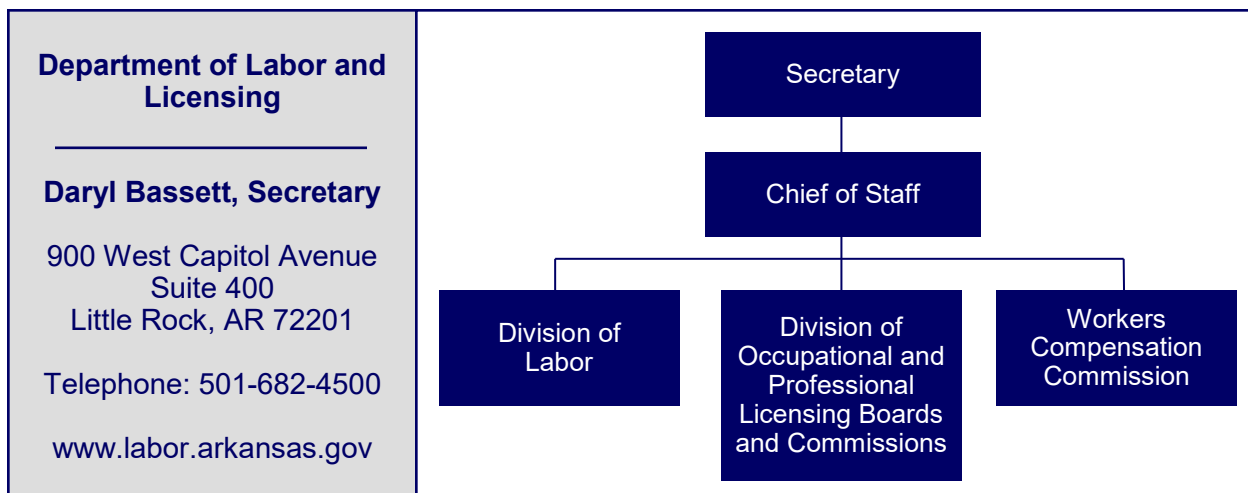 Department of Labor and
Licensing
Daryl Bassett, Secretary
900 West Capitol Avenue
Suite 400
Little Rock, AR 72201
Telephone: 501-682-4500
www.labor.arkansas.gov
Secretary
Chief of Staff
Division of
Labor
Division of
Occupational and
Professional
Licensing Boards
and Commissions
Workers
Compensation
Commission